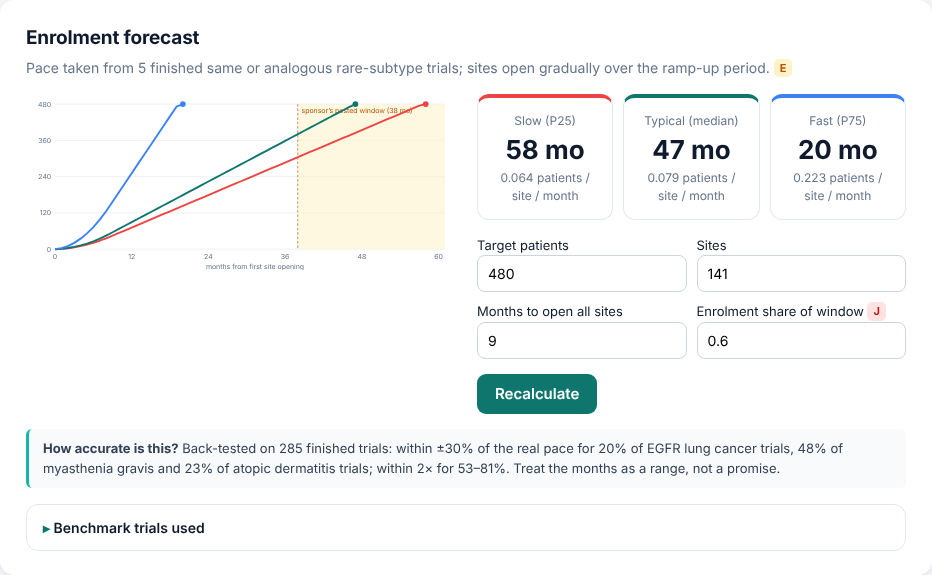 Enrolment forecast
Pace taken from 5 finished same or analogous rare-subtype trials; sites open gradually over the ramp-up period. E
480
360
240
120
0
0 12 24 36 48 60
months from first site opening
sponsor's posted window (38 mo)
Slow (P25)
58 mo
0.064 patients /
site / month
Typical (median)
47 mo
0.079 patients /
site / month
Fast (P75)
20 mo
0.223 patients /
site / month
Target patients
480
Sites
141
Months to open all sites
9
Enrolment share of window J
0.6
Recalculate
How accurate is this? Back-tested on 285 finished trials: within ±30% of the real pace for 20% of EGFR lung cancer trials, 48% of
myasthenia gravis and 23% of atopic dermatitis trials; within 2× for 53–81%. Treat the months as a range, not a promise.
▸ Benchmark trials used